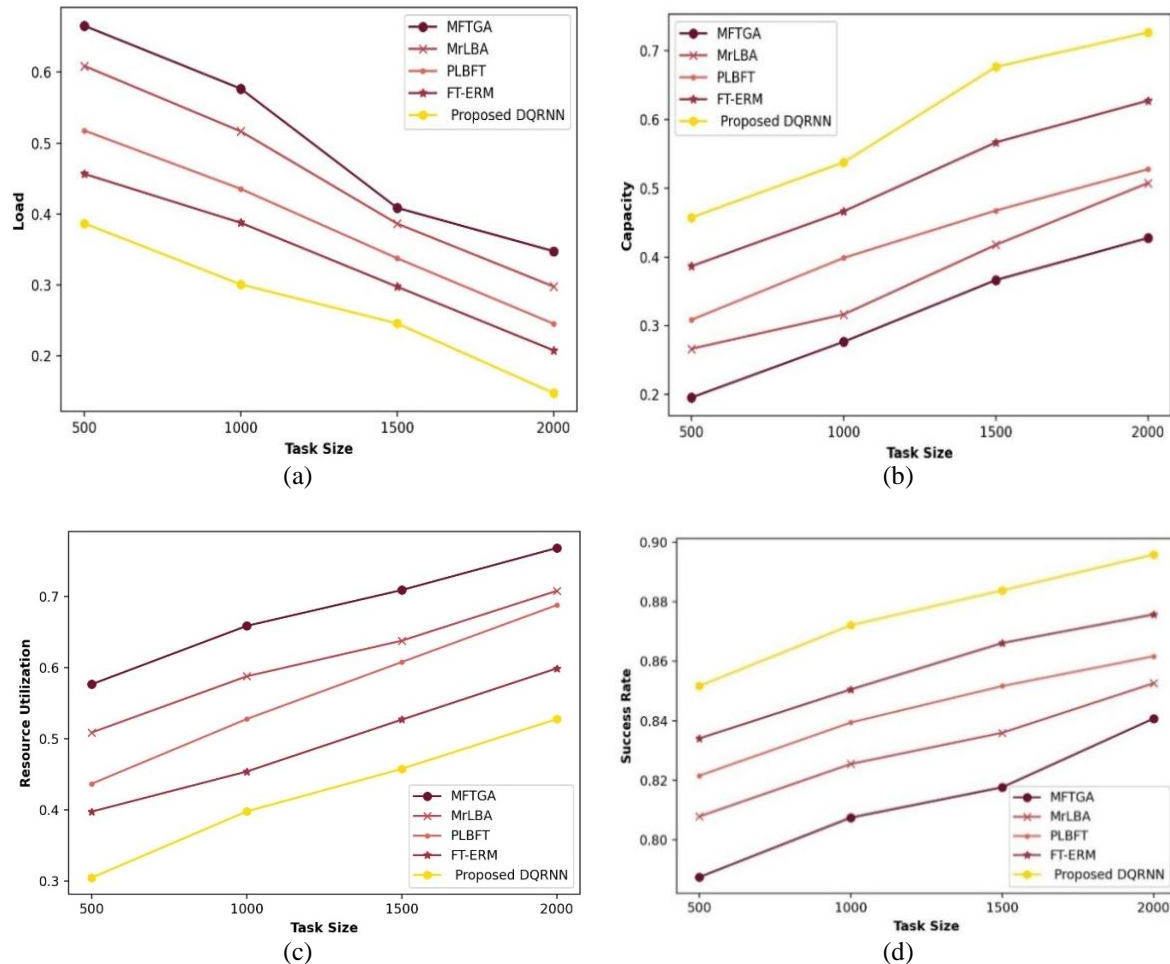 0.6
0.5
0.4
0.3
0.2
Load
MFTGA
MrLBA
PLBFT
FT-ERM
Proposed DQRNN
500 1000 1500 2000
Task Size
(a)
0.7
0.6
0.5
0.4
0.3
0.2
Capacity
MFTGA
MrLBA
PLBFT
FT-ERM
Proposed DQRNN
500 1000 1500 2000
Task Size
(b)
0.7
0.6
0.5
0.4
0.3
Resource Utilization
MFTGA
MrLBA
PLBFT
FT-ERM
Proposed DQRNN
500 1000 1500 2000
Task Size
(c)
0.90
0.88
0.86
0.84
0.82
0.80
Success Rate
MFTGA
MrLBA
PLBFT
FT-ERM
Proposed DQRNN
500 1000 1500 2000
Task Size
(d)